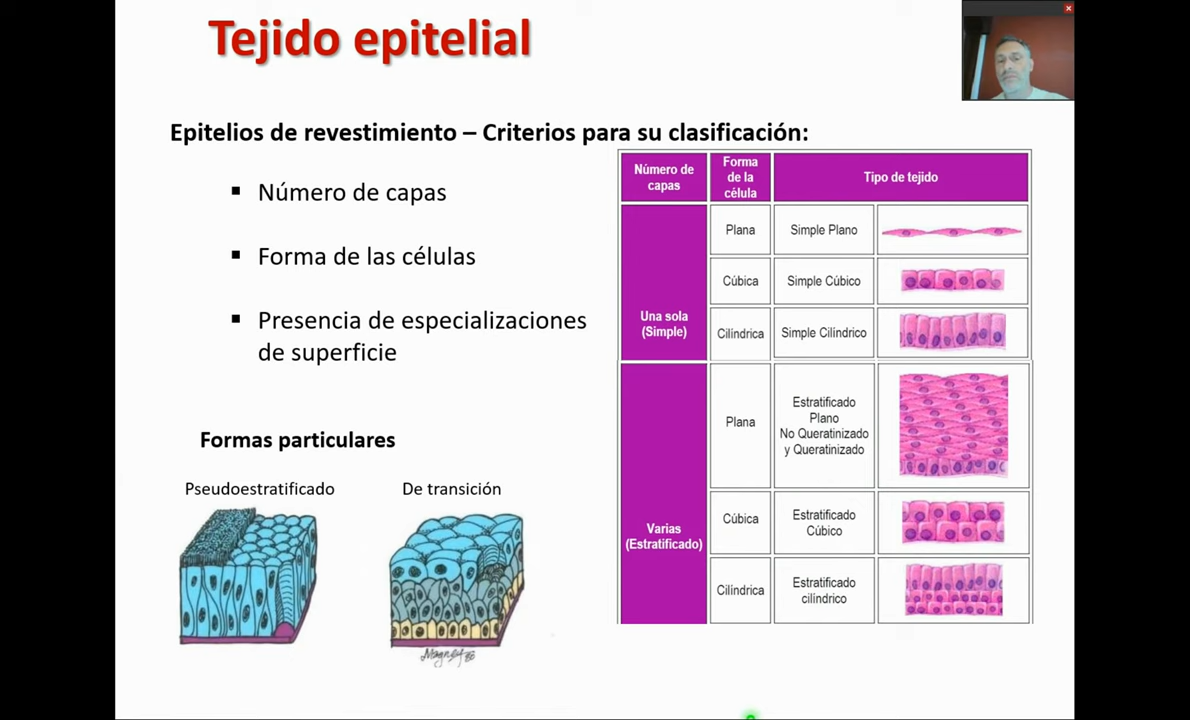 Tejido epitelial
Epitelios de revestimiento – Criterios para su clasificación:
▪ Número de capas
▪ Forma de las células
▪ Presencia de especializaciones
de superficie
Formas particulares
Pseudoestratificado
De transición
Número de
capas
Forma
de la
célula
Tipo de tejido
Una sola
(Simple)
Plana
Simple Plano
Cúbica
Simple Cúbico
Cilíndrica
Simple Cilíndrico
Varias
(Estratificado)
Plana
Estratificado
Plano
No Queratinizado
y Queratinizado
Cúbica
Estratificado
Cúbico
Cilíndrica
Estratificado
cilíndrico